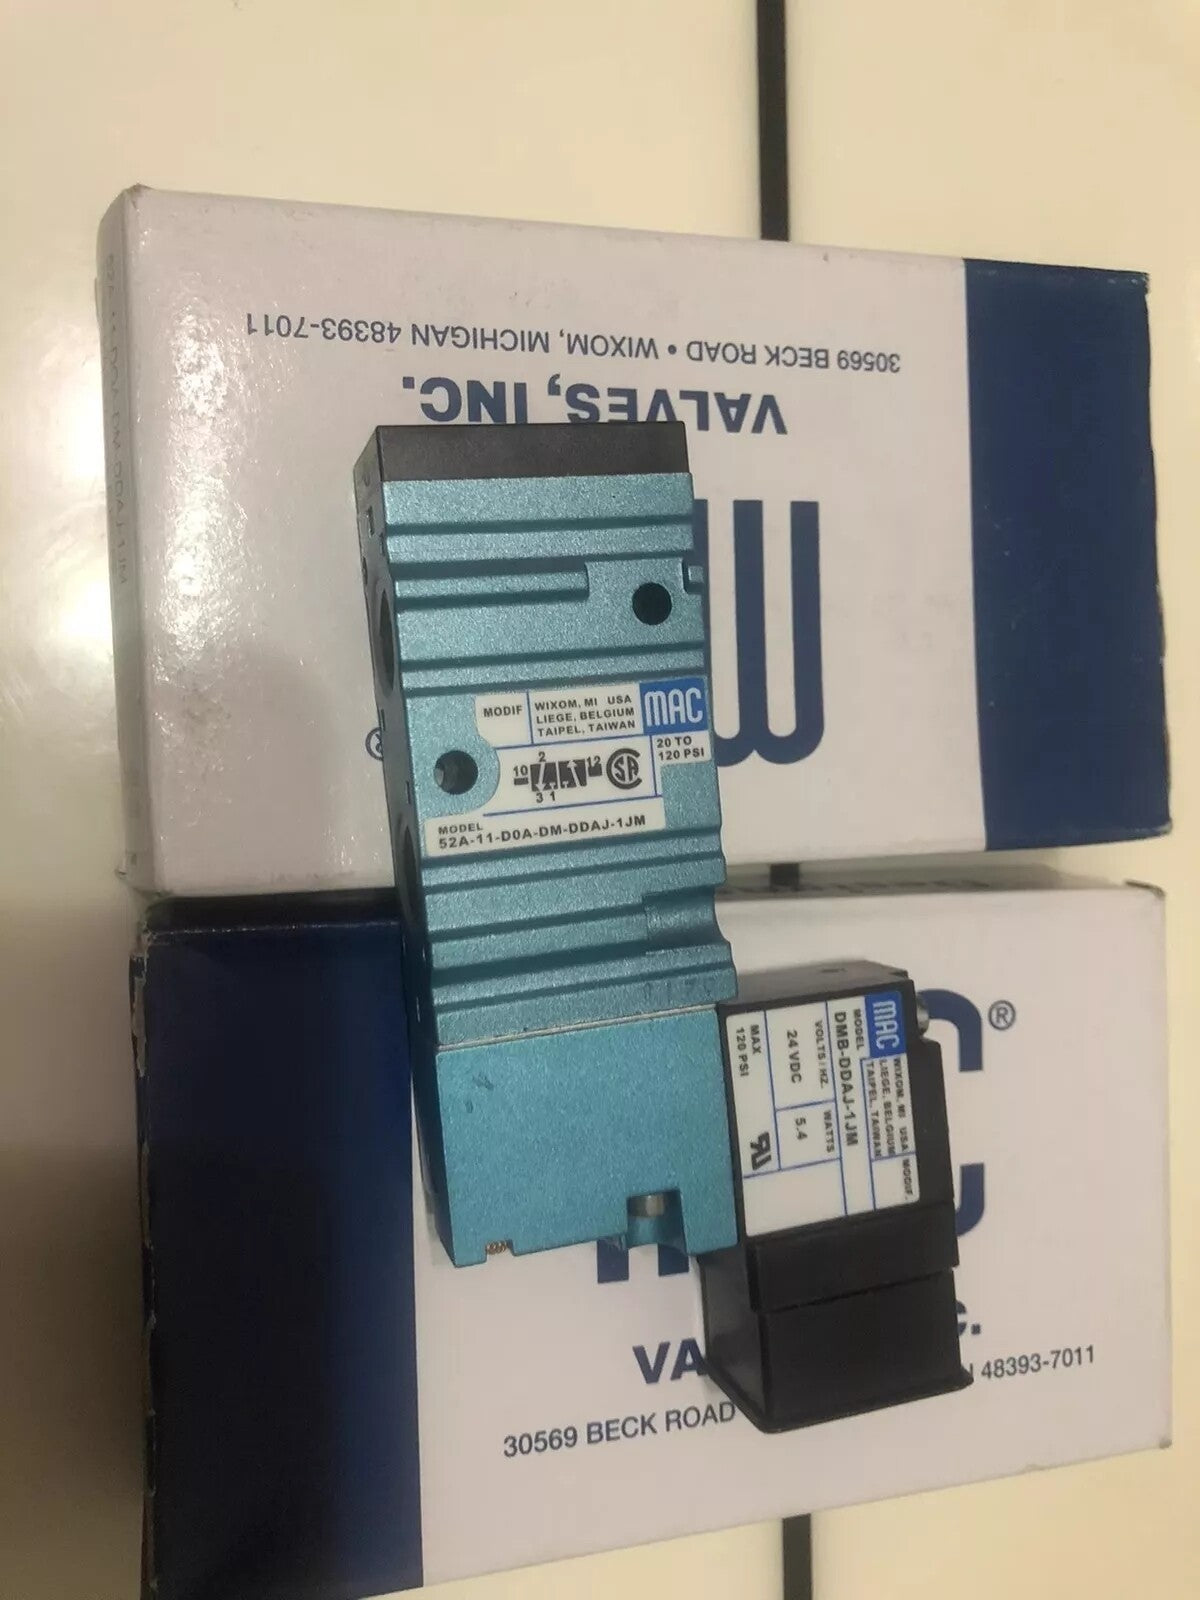 30569 BECK ROAD • WIXOM, MICHIGAN 48393-7011
VALVES, INC.
M
MODIF
WIXOM, MI USA
LIEGE, BELGIUM
TAIPEI, TAIWAN
MAC
20 TO
120 PSI
2
10
12
3 1
MODEL
52A-11-D0A-DM-DDAJ-1JM
MAC
WIXOM, MI USA
LIEGE, BELGIUM
TAIPEI, TAIWAN
MODIF.
MODEL
DMB-DDAJ-1JM
VOLTS / HZ.
WATTS
24 VDC
5.4
MAX
120 PSI
®
VA
30569 BECK ROAD
48393-7011